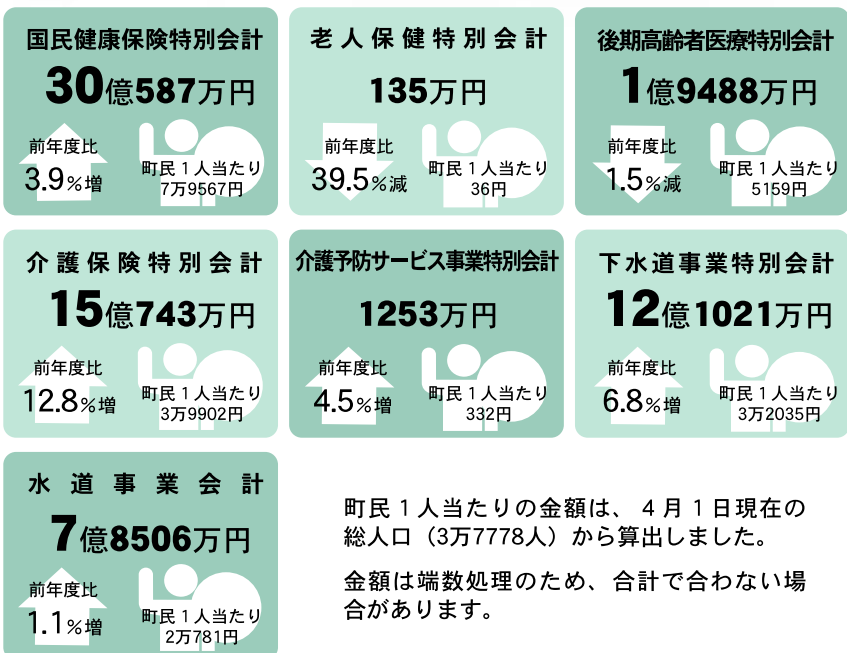 国民健康保険特別会計
30億587万円
前年度比
3.9%増
町民1人当たり
7万9567円
老人保健特別会計
135万円
前年度比
39.5%減
町民1人当たり
36円
後期高齢者医療特別会計
1億9488万円
前年度比
1.5%減
町民1人当たり
5159円
介護保険特別会計
15億743万円
前年度比
12.8%増
町民1人当たり
3万9902円
介護予防サービス事業特別会計
1253万円
前年度比
4.5%増
町民1人当たり
332円
下水道事業特別会計
12億1021万円
前年度比
6.8%増
町民1人当たり
3万2035円
水道事業会計
7億8506万円
前年度比
1.1%増
町民1人当たり
2万781円
町民1人当たりの金額は、4月1日現在の
総人口（3万7778人）から算出しました。
金額は端数処理のため、合計で合わない場
合があります。